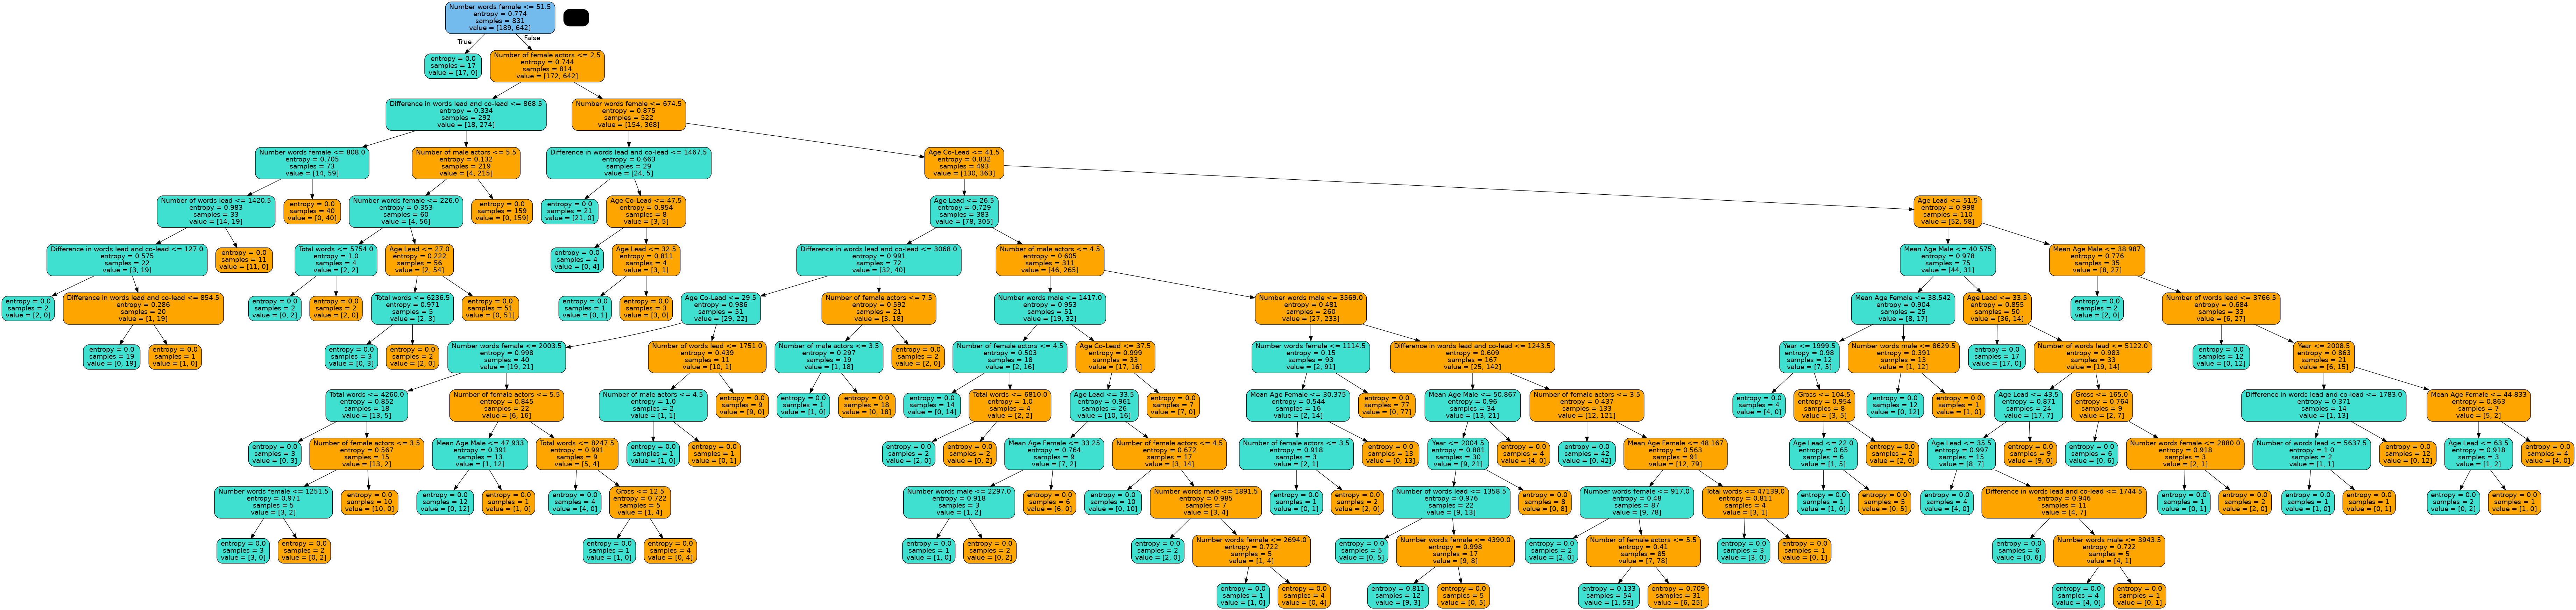 Number words female <= 51.5
entropy = 0.774
samples = 831
value = [189, 642]
True
False
entropy = 0.0
samples = 17
value = [17, 0]
Number of female actors <= 2.5
entropy = 0.744
samples = 814
value = [172, 642]
Difference in words lead and co-lead <= 868.5
entropy = 0.334
samples = 292
value = [18, 274]
Number words female <= 674.5
entropy = 0.875
samples = 522
value = [154, 368]
Number words female <= 808.0
entropy = 0.705
samples = 73
value = [14, 59]
Number of male actors <= 5.5
entropy = 0.132
samples = 219
value = [4, 215]
Difference in words lead and co-lead <= 1467.5
entropy = 0.663
samples = 29
value = [24, 5]
Age Co-Lead <= 41.5
entropy = 0.832
samples = 493
value = [130, 363]
Number of words lead <= 1420.5
entropy = 0.983
samples = 33
value = [14, 19]
entropy = 0.0
samples = 40
value = [0, 40]
Number words female <= 226.0
entropy = 0.353
samples = 60
value = [4, 56]
entropy = 0.0
samples = 159
value = [0, 159]
entropy = 0.0
samples = 21
value = [21, 0]
Age Co-Lead <= 47.5
entropy = 0.954
samples = 8
value = [3, 5]
Age Lead <= 26.5
entropy = 0.729
samples = 383
value = [78, 305]
Age Lead <= 51.5
entropy = 0.998
samples = 110
value = [52, 58]
Difference in words lead and co-lead <= 127.0
entropy = 0.575
samples = 22
value = [3, 19]
entropy = 0.0
samples = 11
value = [11, 0]
Total words <= 5754.0
entropy = 1.0
samples = 4
value = [2, 2]
Age Lead <= 27.0
entropy = 0.222
samples = 56
value = [2, 54]
entropy = 0.0
samples = 4
value = [0, 4]
Age Lead <= 32.5
entropy = 0.811
samples = 4
value = [3, 1]
Difference in words lead and co-lead <= 3068.0
entropy = 0.991
samples = 72
value = [32, 40]
Number of male actors <= 4.5
entropy = 0.605
samples = 311
value = [46, 265]
Mean Age Male <= 40.575
entropy = 0.978
samples = 75
value = [44, 31]
Mean Age Male <= 38.987
entropy = 0.776
samples = 35
value = [8, 27]
entropy = 0.0
samples = 2
value = [2, 0]
Difference in words lead and co-lead <= 854.5
entropy = 0.286
samples = 20
value = [1, 19]
entropy = 0.0
samples = 2
value = [0, 2]
entropy = 0.0
samples = 2
value = [2, 0]
Total words <= 6236.5
entropy = 0.971
samples = 5
value = [2, 3]
entropy = 0.0
samples = 51
value = [0, 51]
entropy = 0.0
samples = 1
value = [0, 1]
entropy = 0.0
samples = 3
value = [3, 0]
Age Co-Lead <= 29.5
entropy = 0.986
samples = 51
value = [29, 22]
Number of female actors <= 7.5
entropy = 0.592
samples = 21
value = [3, 18]
Number words male <= 1417.0
entropy = 0.953
samples = 51
value = [19, 32]
Number words male <= 3569.0
entropy = 0.481
samples = 260
value = [27, 233]
Mean Age Female <= 38.542
entropy = 0.904
samples = 25
value = [8, 17]
Age Lead <= 33.5
entropy = 0.855
samples = 50
value = [36, 14]
entropy = 0.0
samples = 2
value = [2, 0]
Number of words lead <= 3766.5
entropy = 0.684
samples = 33
value = [6, 27]
entropy = 0.0
samples = 19
value = [0, 19]
entropy = 0.0
samples = 1
value = [1, 0]
entropy = 0.0
samples = 3
value = [0, 3]
entropy = 0.0
samples = 2
value = [2, 0]
Number words female <= 2003.5
entropy = 0.998
samples = 40
value = [19, 21]
Number of words lead <= 1751.0
entropy = 0.439
samples = 11
value = [10, 1]
Number of male actors <= 3.5
entropy = 0.297
samples = 19
value = [1, 18]
entropy = 0.0
samples = 2
value = [2, 0]
Number of female actors <= 4.5
entropy = 0.503
samples = 18
value = [2, 16]
Age Co-Lead <= 37.5
entropy = 0.999
samples = 33
value = [17, 16]
Number words female <= 1114.5
entropy = 0.15
samples = 93
value = [2, 91]
Difference in words lead and co-lead <= 1243.5
entropy = 0.609
samples = 167
value = [25, 142]
Year <= 1999.5
entropy = 0.98
samples = 12
value = [7, 5]
Number words male <= 8629.5
entropy = 0.391
samples = 13
value = [1, 12]
entropy = 0.0
samples = 17
value = [17, 0]
Number of words lead <= 5122.0
entropy = 0.983
samples = 33
value = [19, 14]
entropy = 0.0
samples = 12
value = [0, 12]
Year <= 2008.5
entropy = 0.863
samples = 21
value = [6, 15]
Total words <= 4260.0
entropy = 0.852
samples = 18
value = [13, 5]
Number of female actors <= 5.5
entropy = 0.845
samples = 22
value = [6, 16]
Number of male actors <= 4.5
entropy = 1.0
samples = 2
value = [1, 1]
entropy = 0.0
samples = 9
value = [9, 0]
entropy = 0.0
samples = 1
value = [1, 0]
entropy = 0.0
samples = 18
value = [0, 18]
entropy = 0.0
samples = 14
value = [0, 14]
Total words <= 6810.0
entropy = 1.0
samples = 4
value = [2, 2]
Age Lead <= 33.5
entropy = 0.961
samples = 26
value = [10, 16]
entropy = 0.0
samples = 7
value = [7, 0]
Mean Age Female <= 30.375
entropy = 0.544
samples = 16
value = [2, 14]
entropy = 0.0
samples = 77
value = [0, 77]
Mean Age Male <= 50.867
entropy = 0.96
samples = 34
value = [13, 21]
Number of female actors <= 3.5
entropy = 0.437
samples = 133
value = [12, 121]
entropy = 0.0
samples = 4
value = [4, 0]
Gross <= 104.5
entropy = 0.954
samples = 8
value = [3, 5]
entropy = 0.0
samples = 12
value = [0, 12]
entropy = 0.0
samples = 1
value = [1, 0]
Age Lead <= 43.5
entropy = 0.871
samples = 24
value = [17, 7]
Gross <= 165.0
entropy = 0.764
samples = 9
value = [2, 7]
Difference in words lead and co-lead <= 1783.0
entropy = 0.371
samples = 14
value = [1, 13]
Mean Age Female <= 44.833
entropy = 0.863
samples = 7
value = [5, 2]
entropy = 0.0
samples = 3
value = [0, 3]
Number of female actors <= 3.5
entropy = 0.567
samples = 15
value = [13, 2]
Mean Age Male <= 47.933
entropy = 0.391
samples = 13
value = [1, 12]
Total words <= 8247.5
entropy = 0.991
samples = 9
value = [5, 4]
entropy = 0.0
samples = 1
value = [1, 0]
entropy = 0.0
samples = 1
value = [0, 1]
entropy = 0.0
samples = 2
value = [2, 0]
entropy = 0.0
samples = 2
value = [0, 2]
Mean Age Female <= 33.25
entropy = 0.764
samples = 9
value = [7, 2]
Number of female actors <= 4.5
entropy = 0.672
samples = 17
value = [3, 14]
Number of female actors <= 3.5
entropy = 0.918
samples = 3
value = [2, 1]
entropy = 0.0
samples = 13
value = [0, 13]
Year <= 2004.5
entropy = 0.881
samples = 30
value = [9, 21]
entropy = 0.0
samples = 4
value = [4, 0]
entropy = 0.0
samples = 42
value = [0, 42]
Mean Age Female <= 48.167
entropy = 0.563
samples = 91
value = [12, 79]
Age Lead <= 22.0
entropy = 0.65
samples = 6
value = [1, 5]
entropy = 0.0
samples = 2
value = [2, 0]
Age Lead <= 35.5
entropy = 0.997
samples = 15
value = [8, 7]
entropy = 0.0
samples = 9
value = [9, 0]
entropy = 0.0
samples = 6
value = [0, 6]
Number words female <= 2880.0
entropy = 0.918
samples = 3
value = [2, 1]
Number of words lead <= 5637.5
entropy = 1.0
samples = 2
value = [1, 1]
entropy = 0.0
samples = 12
value = [0, 12]
Age Lead <= 63.5
entropy = 0.918
samples = 3
value = [1, 2]
entropy = 0.0
samples = 4
value = [4, 0]
Number words female <= 1251.5
entropy = 0.971
samples = 5
value = [3, 2]
entropy = 0.0
samples = 10
value = [10, 0]
entropy = 0.0
samples = 12
value = [0, 12]
entropy = 0.0
samples = 1
value = [1, 0]
entropy = 0.0
samples = 4
value = [4, 0]
Gross <= 12.5
entropy = 0.722
samples = 5
value = [1, 4]
Number words male <= 2297.0
entropy = 0.918
samples = 3
value = [1, 2]
entropy = 0.0
samples = 6
value = [6, 0]
entropy = 0.0
samples = 10
value = [0, 10]
Number words male <= 1891.5
entropy = 0.985
samples = 7
value = [3, 4]
entropy = 0.0
samples = 1
value = [0, 1]
entropy = 0.0
samples = 2
value = [2, 0]
Number of words lead <= 1358.5
entropy = 0.976
samples = 22
value = [9, 13]
entropy = 0.0
samples = 8
value = [0, 8]
Number words female <= 917.0
entropy = 0.48
samples = 87
value = [9, 78]
Total words <= 47139.0
entropy = 0.811
samples = 4
value = [3, 1]
entropy = 0.0
samples = 1
value = [1, 0]
entropy = 0.0
samples = 5
value = [0, 5]
entropy = 0.0
samples = 4
value = [4, 0]
Difference in words lead and co-lead <= 1744.5
entropy = 0.946
samples = 11
value = [4, 7]
entropy = 0.0
samples = 1
value = [0, 1]
entropy = 0.0
samples = 2
value = [2, 0]
entropy = 0.0
samples = 1
value = [1, 0]
entropy = 0.0
samples = 1
value = [0, 1]
entropy = 0.0
samples = 2
value = [0, 2]
entropy = 0.0
samples = 1
value = [1, 0]
entropy = 0.0
samples = 3
value = [3, 0]
entropy = 0.0
samples = 2
value = [0, 2]
entropy = 0.0
samples = 1
value = [1, 0]
entropy = 0.0
samples = 4
value = [0, 4]
entropy = 0.0
samples = 1
value = [1, 0]
entropy = 0.0
samples = 2
value = [0, 2]
entropy = 0.0
samples = 2
value = [2, 0]
Number words female <= 2694.0
entropy = 0.722
samples = 5
value = [1, 4]
entropy = 0.0
samples = 5
value = [0, 5]
Number words female <= 4390.0
entropy = 0.998
samples = 17
value = [9, 8]
entropy = 0.0
samples = 2
value = [2, 0]
Number of female actors <= 5.5
entropy = 0.41
samples = 85
value = [7, 78]
entropy = 0.0
samples = 3
value = [3, 0]
entropy = 0.0
samples = 1
value = [0, 1]
entropy = 0.0
samples = 6
value = [0, 6]
Number words male <= 3943.5
entropy = 0.722
samples = 5
value = [4, 1]
entropy = 0.0
samples = 1
value = [1, 0]
entropy = 0.0
samples = 4
value = [0, 4]
entropy = 0.811
samples = 12
value = [9, 3]
entropy = 0.0
samples = 5
value = [0, 5]
entropy = 0.133
samples = 54
value = [1, 53]
entropy = 0.709
samples = 31
value = [6, 25]
entropy = 0.0
samples = 4
value = [4, 0]
entropy = 0.0
samples = 1
value = [0, 1]